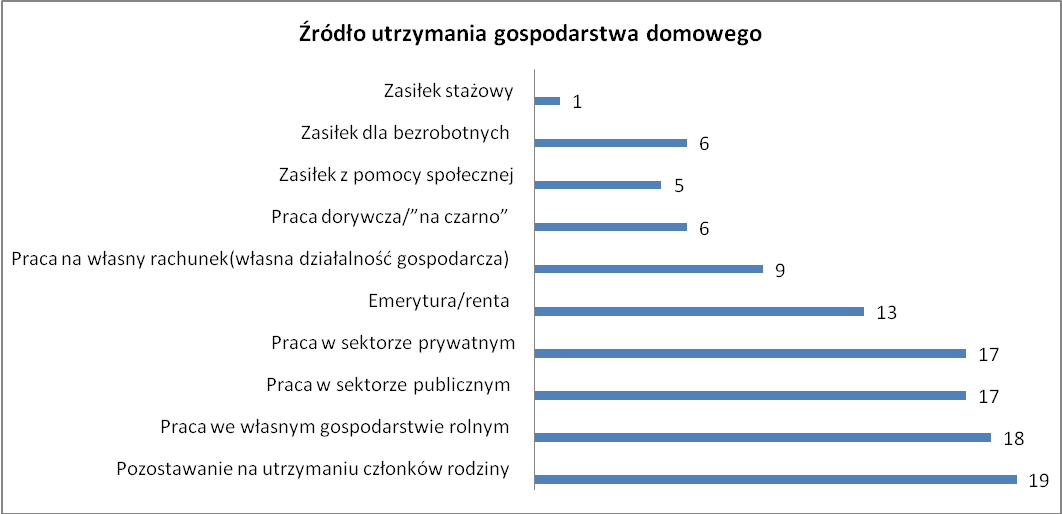 Źródło utrzymania gospodarstwa domowego
Zasiłek stażowy 1
Zasiłek dla bezrobotnych 6
Zasiłek z pomocy społecznej 5
Praca dorywcza/”na czarno” 6
Praca na własny rachunek(własna działalność gospodarcza) 9
Emerytura/renta 13
Praca w sektorze prywatnym 17
Praca w sektorze publicznym 17
Praca we własnym gospodarstwie rolnym 18
Pozostawanie na utrzymaniu członków rodziny 19